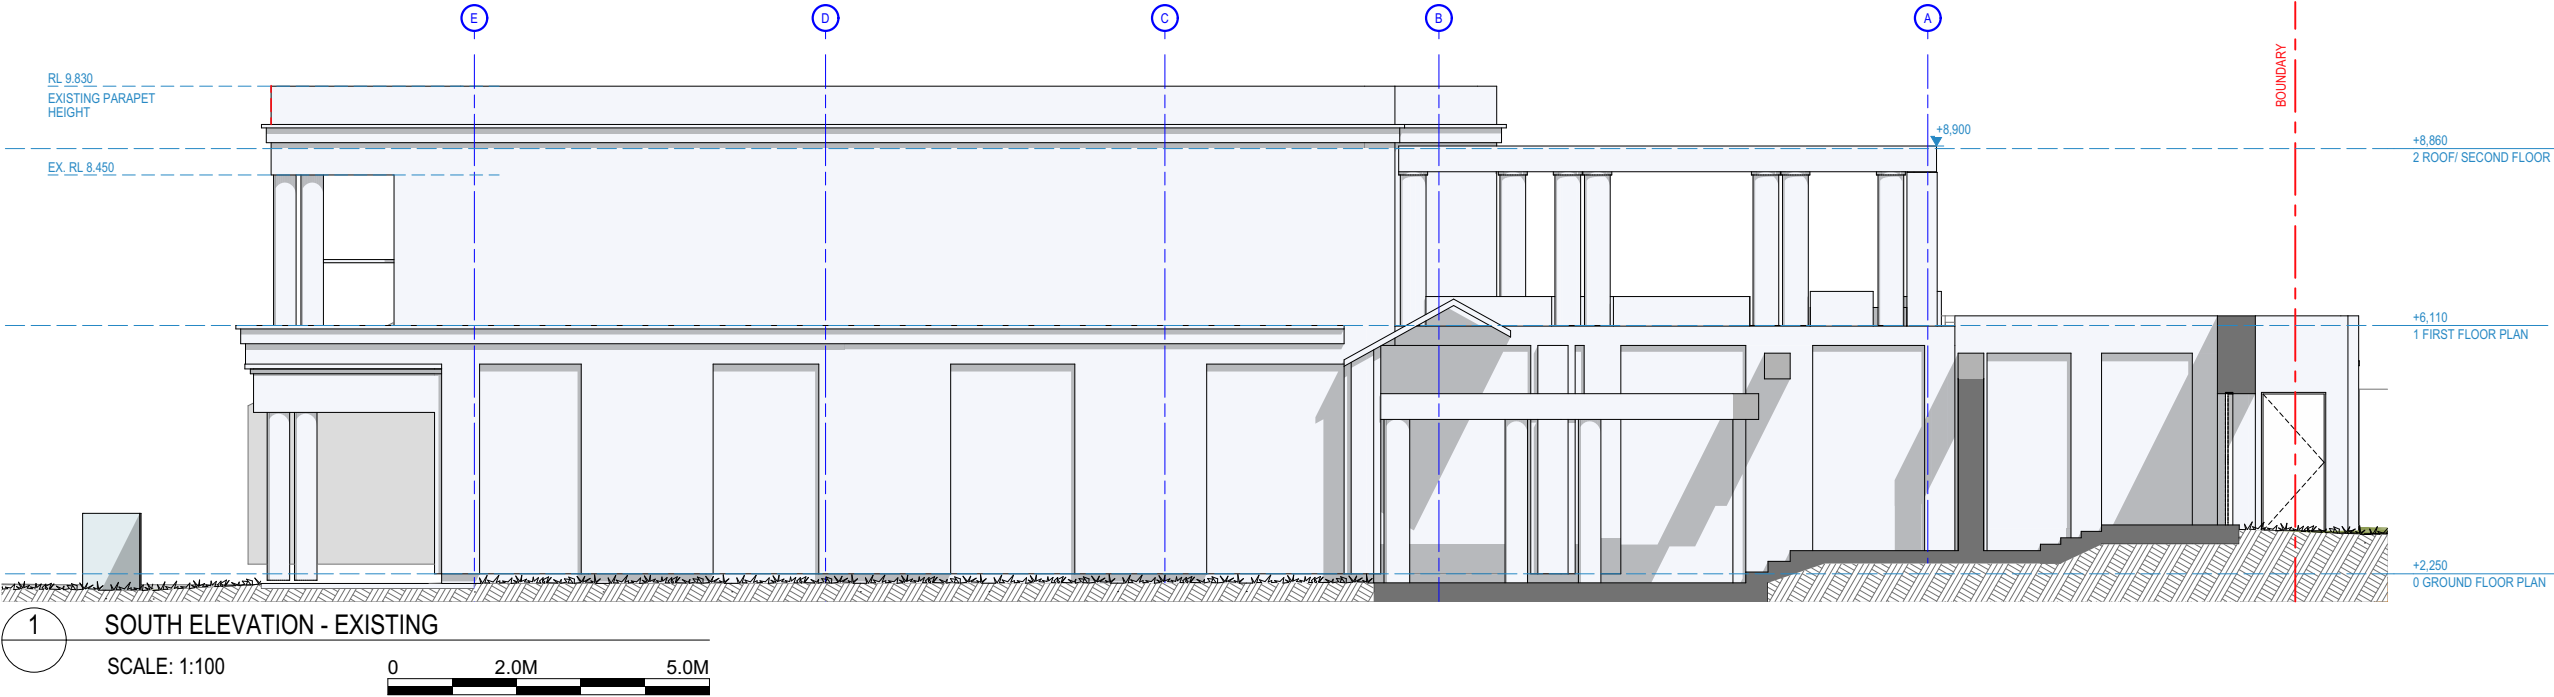 E
D
C
B
A
BOUNDARY
RL 9.830
EXISTING PARAPET
HEIGHT
+8,900
+8,860
2 ROOF/ SECOND FLOOR
EX. RL 8.450
+6,110
1 FIRST FLOOR PLAN
+2,250
0 GROUND FLOOR PLAN
1
SOUTH ELEVATION - EXISTING
SCALE: 1:100
0 2.0M 5.0M